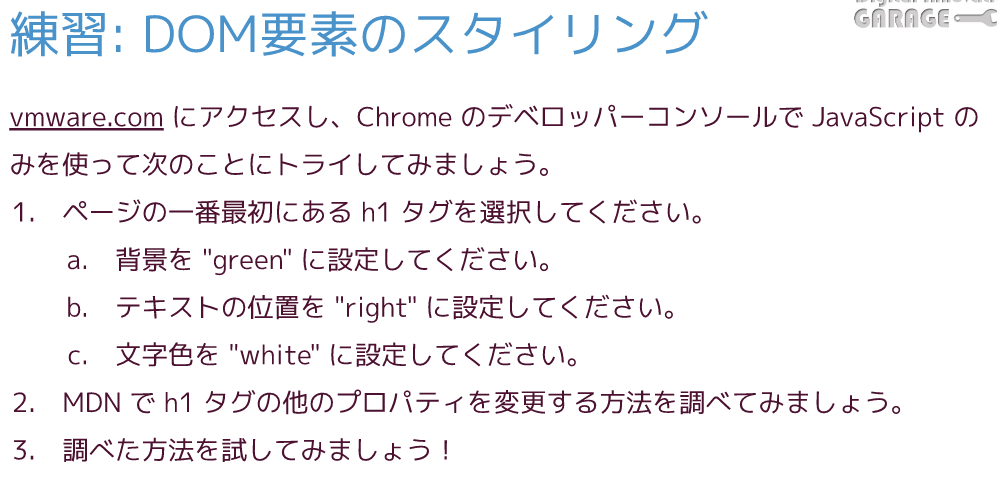 練習: DOM要素のスタイリング
GARAGE
vmware.com にアクセスし、Chrome のデベロッパーコンソールで JavaScript の
みを使って次のことにトライしてみましょう。
1. ページの一番最初にある h1 タグを選択してください。
a. 背景を "green" に設定してください。
b. テキストの位置を "right" に設定してください。
c. 文字色を "white" に設定してください。
2. MDN で h1 タグの他のプロパティを変更する方法を調べてみましょう。
3. 調べた方法を試してみましょう！